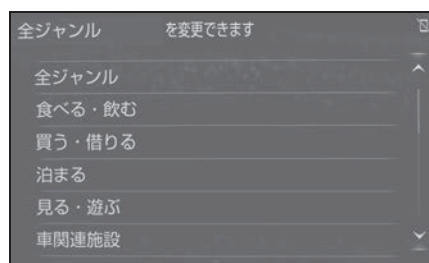 全ジャンル　　を変更できます
全ジャンル
食べる・飲む
買う・借りる
泊まる
見る・遊ぶ
車関連施設